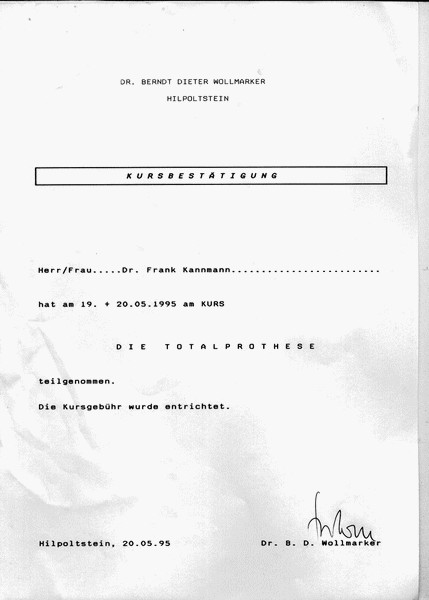 DR. BERNDT DIETER WOLLMARKER
HILPOLTSTEIN
KURSBESTÄTIGUNG
Herr/Frau.....Dr. Frank Kannmann.........................
hat am 19. + 20.05.1995 am KURS
DIE TOTALPROTHESE
teilgenommen.
Die Kursgebühr wurde entrichtet.
Hilpoltstein, 20.05.95 Dr. B. D. Wollmarker